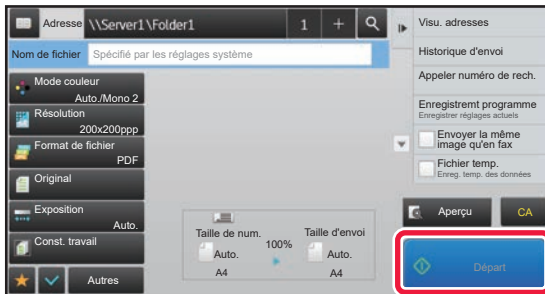 Adresse \\Server1\Folder1 1 +
Nom de fichier Spécifié par les réglages système
Mode couleur
Auto./Mono 2
Résolution
200x200ppp
Format de fichier
PDF
Original
Exposition
Auto.
Const. travail
Autres
Taille de num.
100%
Taille d'envoi
Auto.
Auto.
A4
A4
Visu. adresses
Historique d'envoi
Appeler numéro de rech.
Enregistremt programme
Enregistrer réglages actuels
Envoyer la même
image qu'en fax
Fichier temp.
Enreg. temp. des données
Aperçu
CA
Départ